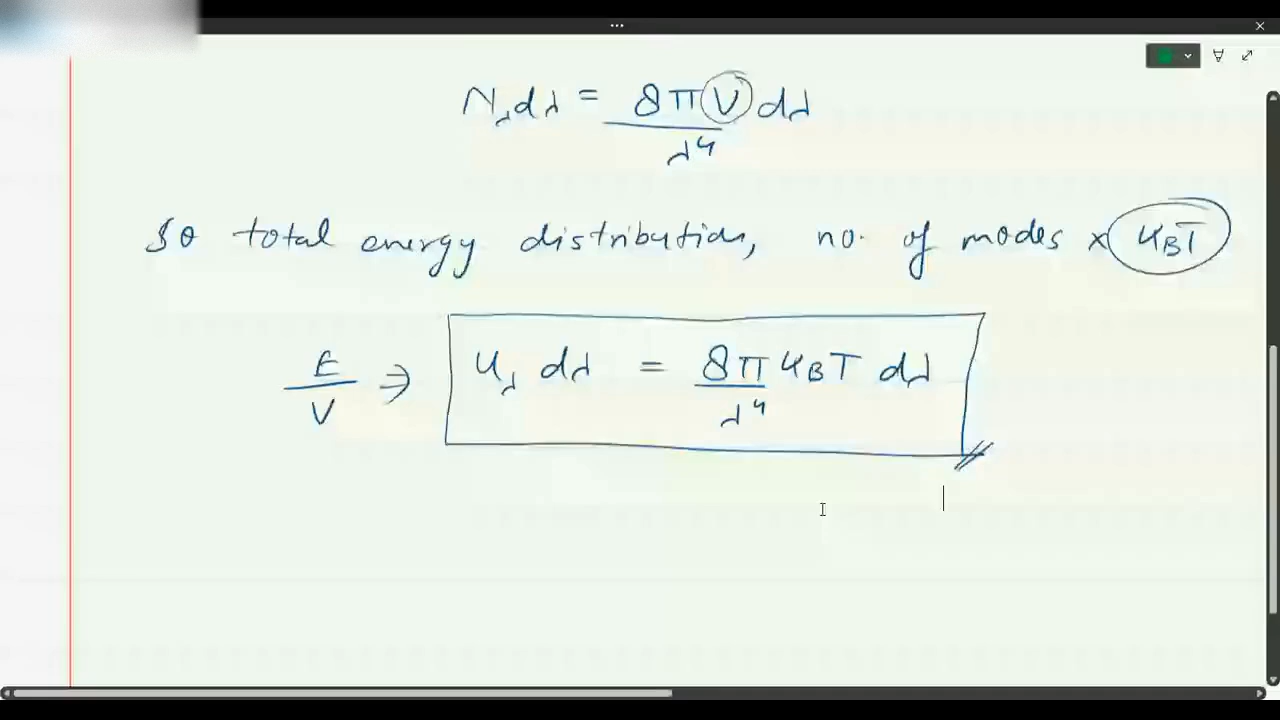 N_λ dλ = 8π V dλ / λ⁴
So total energy distribution, no. of modes × K_B T
E/V ⇒ u_λ dλ = 8π/λ⁴ K_B T dλ